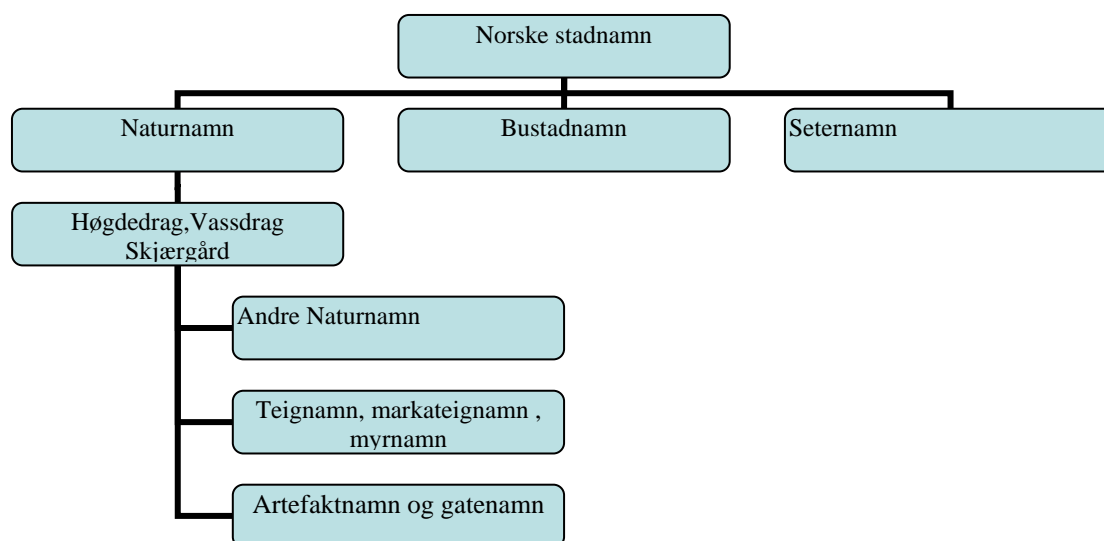 Norske stadnamn
Naturnamn
Bustadnamn
Seternamn
Høgdedrag,Vassdrag
Skjærgård
Andre Naturnamn
Teignamn, markateignamn ,
myrnamn
Artefaktnamn og gatenamn